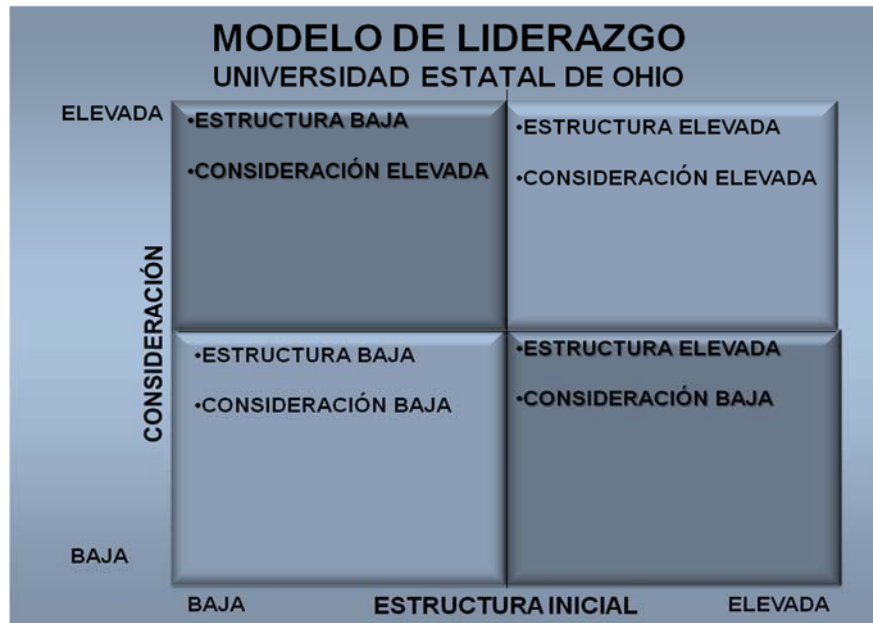 MODELO DE LIDERAZGO
UNIVERSIDAD ESTATAL DE OHIO
ELEVADA
•ESTRUCTURA BAJA
•CONSIDERACIÓN ELEVADA
•ESTRUCTURA ELEVADA
•CONSIDERACIÓN ELEVADA
CONSIDERACIÓN
•ESTRUCTURA BAJA
•CONSIDERACIÓN BAJA
•ESTRUCTURA ELEVADA
•CONSIDERACIÓN BAJA
BAJA
BAJA
ESTRUCTURA INICIAL
ELEVADA